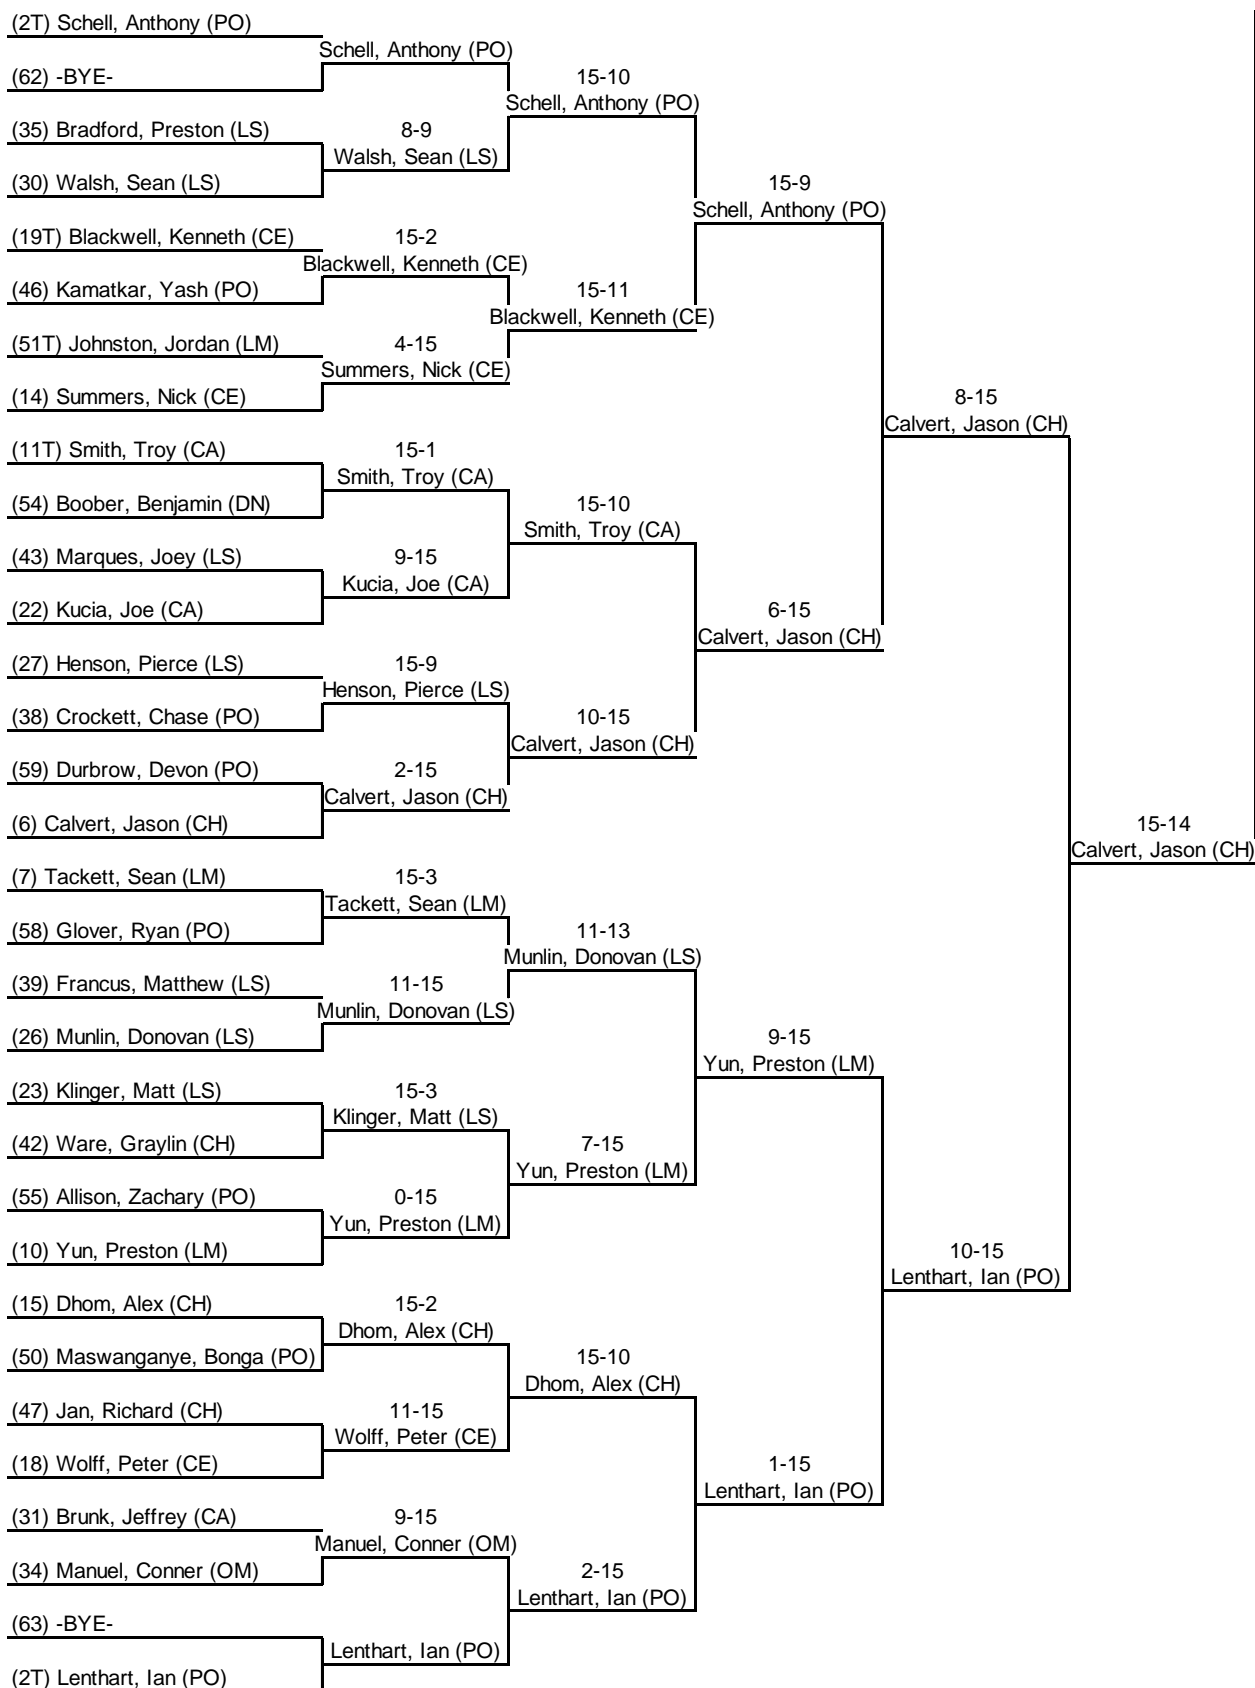 (2T) Schell, Anthony (PO)
Schell, Anthony (PO)
(62) -BYE-
15-10
Schell, Anthony (PO)
(35) Bradford, Preston (LS)
8-9
Walsh, Sean (LS)
(30) Walsh, Sean (LS)
15-9
Schell, Anthony (PO)
(19T) Blackwell, Kenneth (CE)
15-2
Blackwell, Kenneth (CE)
(46) Kamatkar, Yash (PO)
15-11
Blackwell, Kenneth (CE)
(51T) Johnston, Jordan (LM)
4-15
Summers, Nick (CE)
(14) Summers, Nick (CE)
8-15
Calvert, Jason (CH)
(11T) Smith, Troy (CA)
15-1
Smith, Troy (CA)
(54) Boober, Benjamin (DN)
15-10
Smith, Troy (CA)
(43) Marques, Joey (LS)
9-15
Kucia, Joe (CA)
(22) Kucia, Joe (CA)
6-15
Calvert, Jason (CH)
(27) Henson, Pierce (LS)
15-9
Henson, Pierce (LS)
(38) Crockett, Chase (PO)
10-15
Calvert, Jason (CH)
(59) Durbrow, Devon (PO)
2-15
Calvert, Jason (CH)
(6) Calvert, Jason (CH)
15-14
Calvert, Jason (CH)
(7) Tackett, Sean (LM)
15-3
Tackett, Sean (LM)
(58) Glover, Ryan (PO)
11-13
Munlin, Donovan (LS)
(39) Francus, Matthew (LS)
11-15
Munlin, Donovan (LS)
(26) Munlin, Donovan (LS)
9-15
Yun, Preston (LM)
(23) Klinger, Matt (LS)
15-3
Klinger, Matt (LS)
(42) Ware, Graylin (CH)
7-15
Yun, Preston (LM)
(55) Allison, Zachary (PO)
0-15
Yun, Preston (LM)
(10) Yun, Preston (LM)
10-15
Lenthart, Ian (PO)
(15) Dhom, Alex (CH)
15-2
Dhom, Alex (CH)
(50) Maswanganye, Bonga (PO)
15-10
Dhom, Alex (CH)
(47) Jan, Richard (CH)
11-15
Wolff, Peter (CE)
(18) Wolff, Peter (CE)
1-15
Lenthart, Ian (PO)
(31) Brunk, Jeffrey (CA)
9-15
Manuel, Conner (OM)
(34) Manuel, Conner (OM)
2-15
Lenthart, Ian (PO)
(63) -BYE-
Lenthart, Ian (PO)
(2T) Lenthart, Ian (PO)